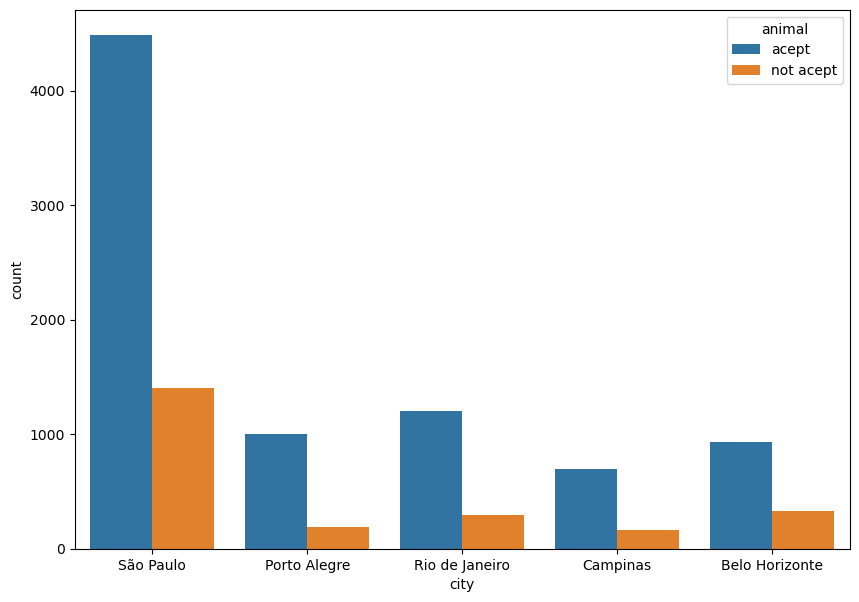 animal
acept
not acept
4000
3000
2000
1000
0
count
São Paulo
Porto Alegre
Rio de Janeiro
Campinas
Belo Horizonte
city